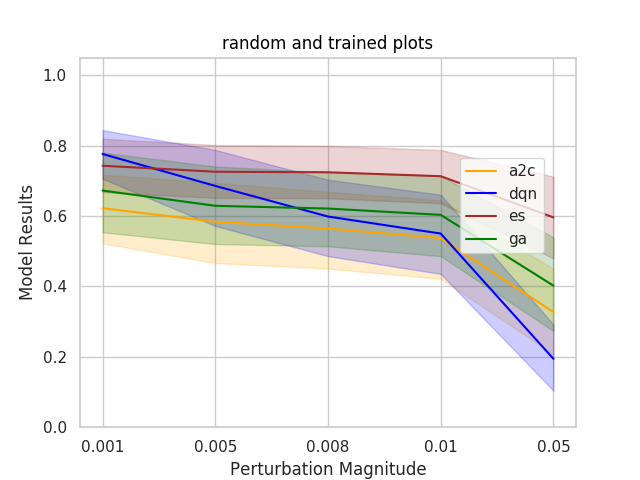 random and trained plots
1.0
0.8
0.6
0.4
0.2
0.0
Model Results
a2c
dqn
es
ga
0.001 0.005 0.008 0.01 0.05
Perturbation Magnitude